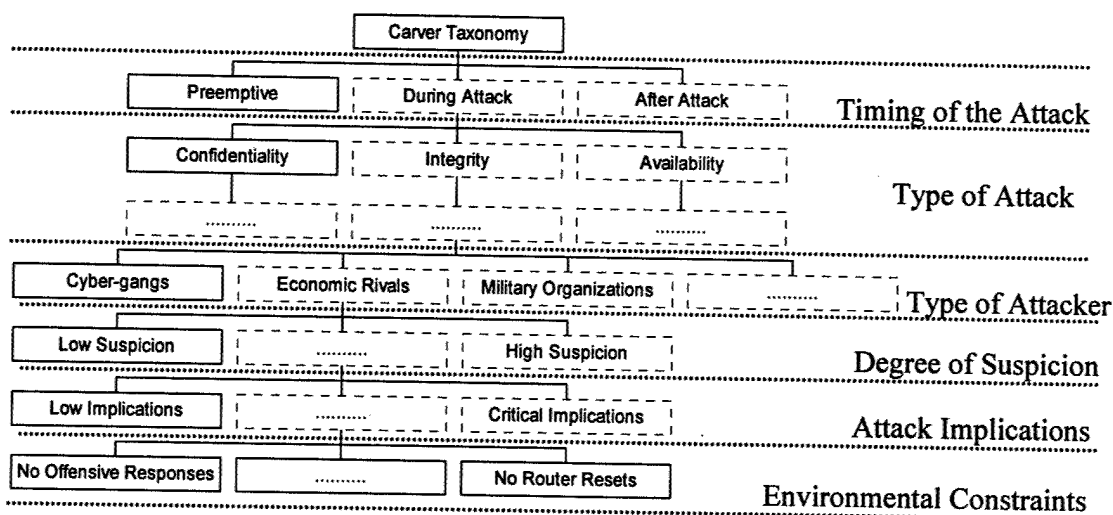 Carver Taxonomy
Preemptive
During Attack
After Attack
Timing of the Attack
Confidentiality
Integrity
Availability
Type of Attack
..........
..........
..........
Cyber-gangs
Economic Rivals
Military Organizations
..........
Type of Attacker
Low Suspicion
..........
High Suspicion
Degree of Suspicion
Low Implications
..........
Critical Implications
Attack Implications
No Offensive Responses
..........
No Router Resets
Environmental Constraints